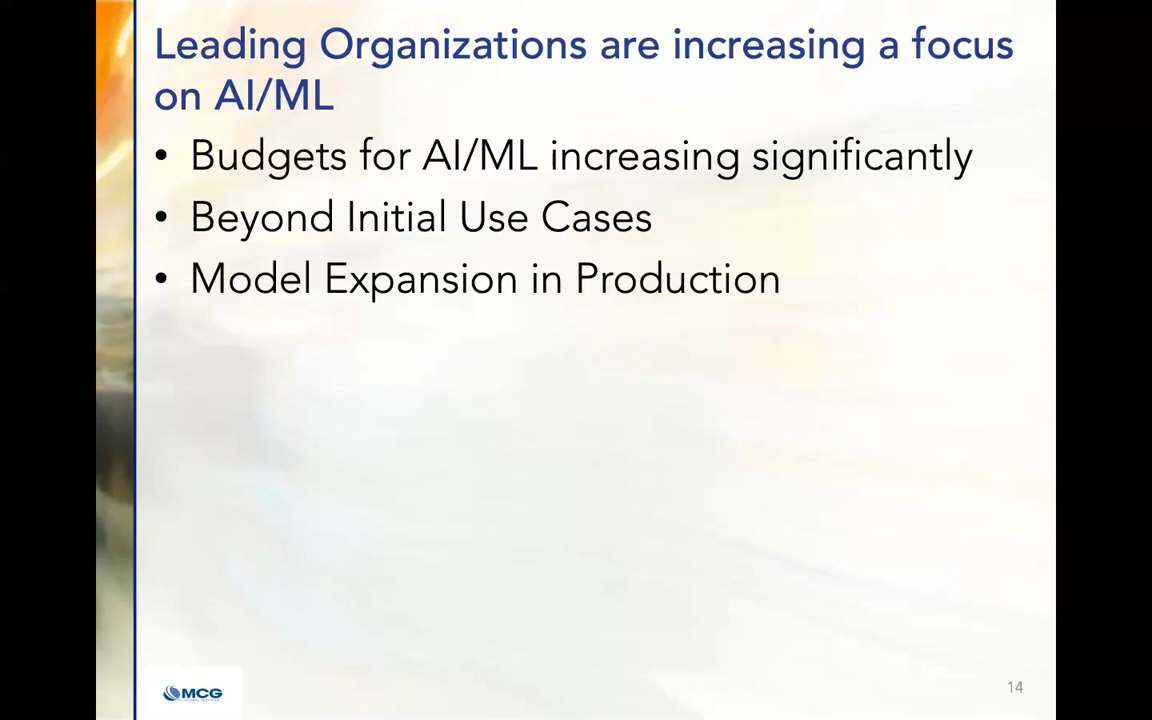 Leading Organizations are increasing a focus
on AI/ML
• Budgets for AI/ML increasing significantly
• Beyond Initial Use Cases
• Model Expansion in Production
MCG
14